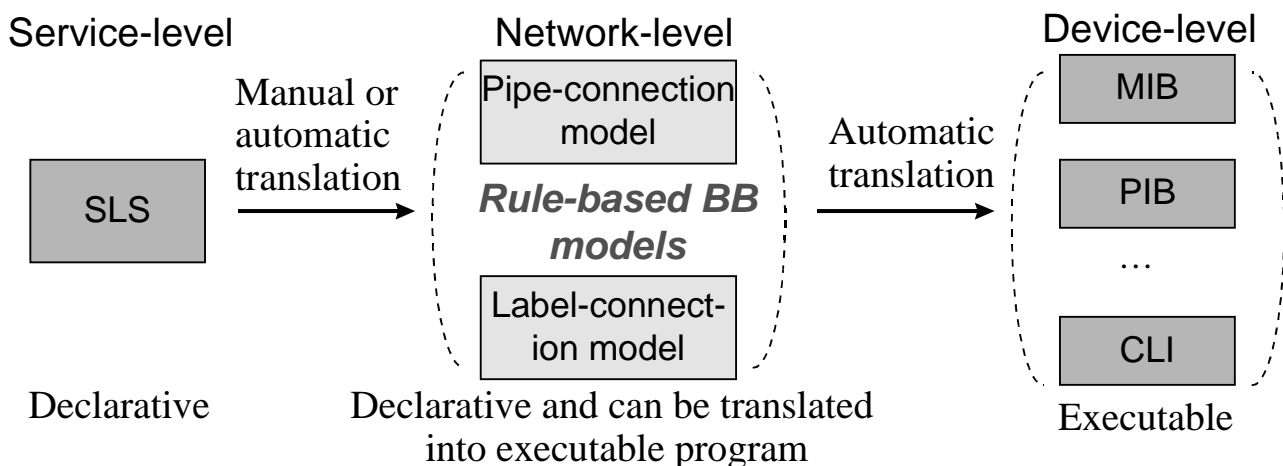 Service-level
Network-level
Device-level
Manual or
automatic
translation
SLS
Pipe-connection
model
Rule-based BB
models
Label-connect-
ion model
Automatic
translation
MIB
PIB
...
CLI
Declarative
Declarative and can be translated
into executable program
Executable